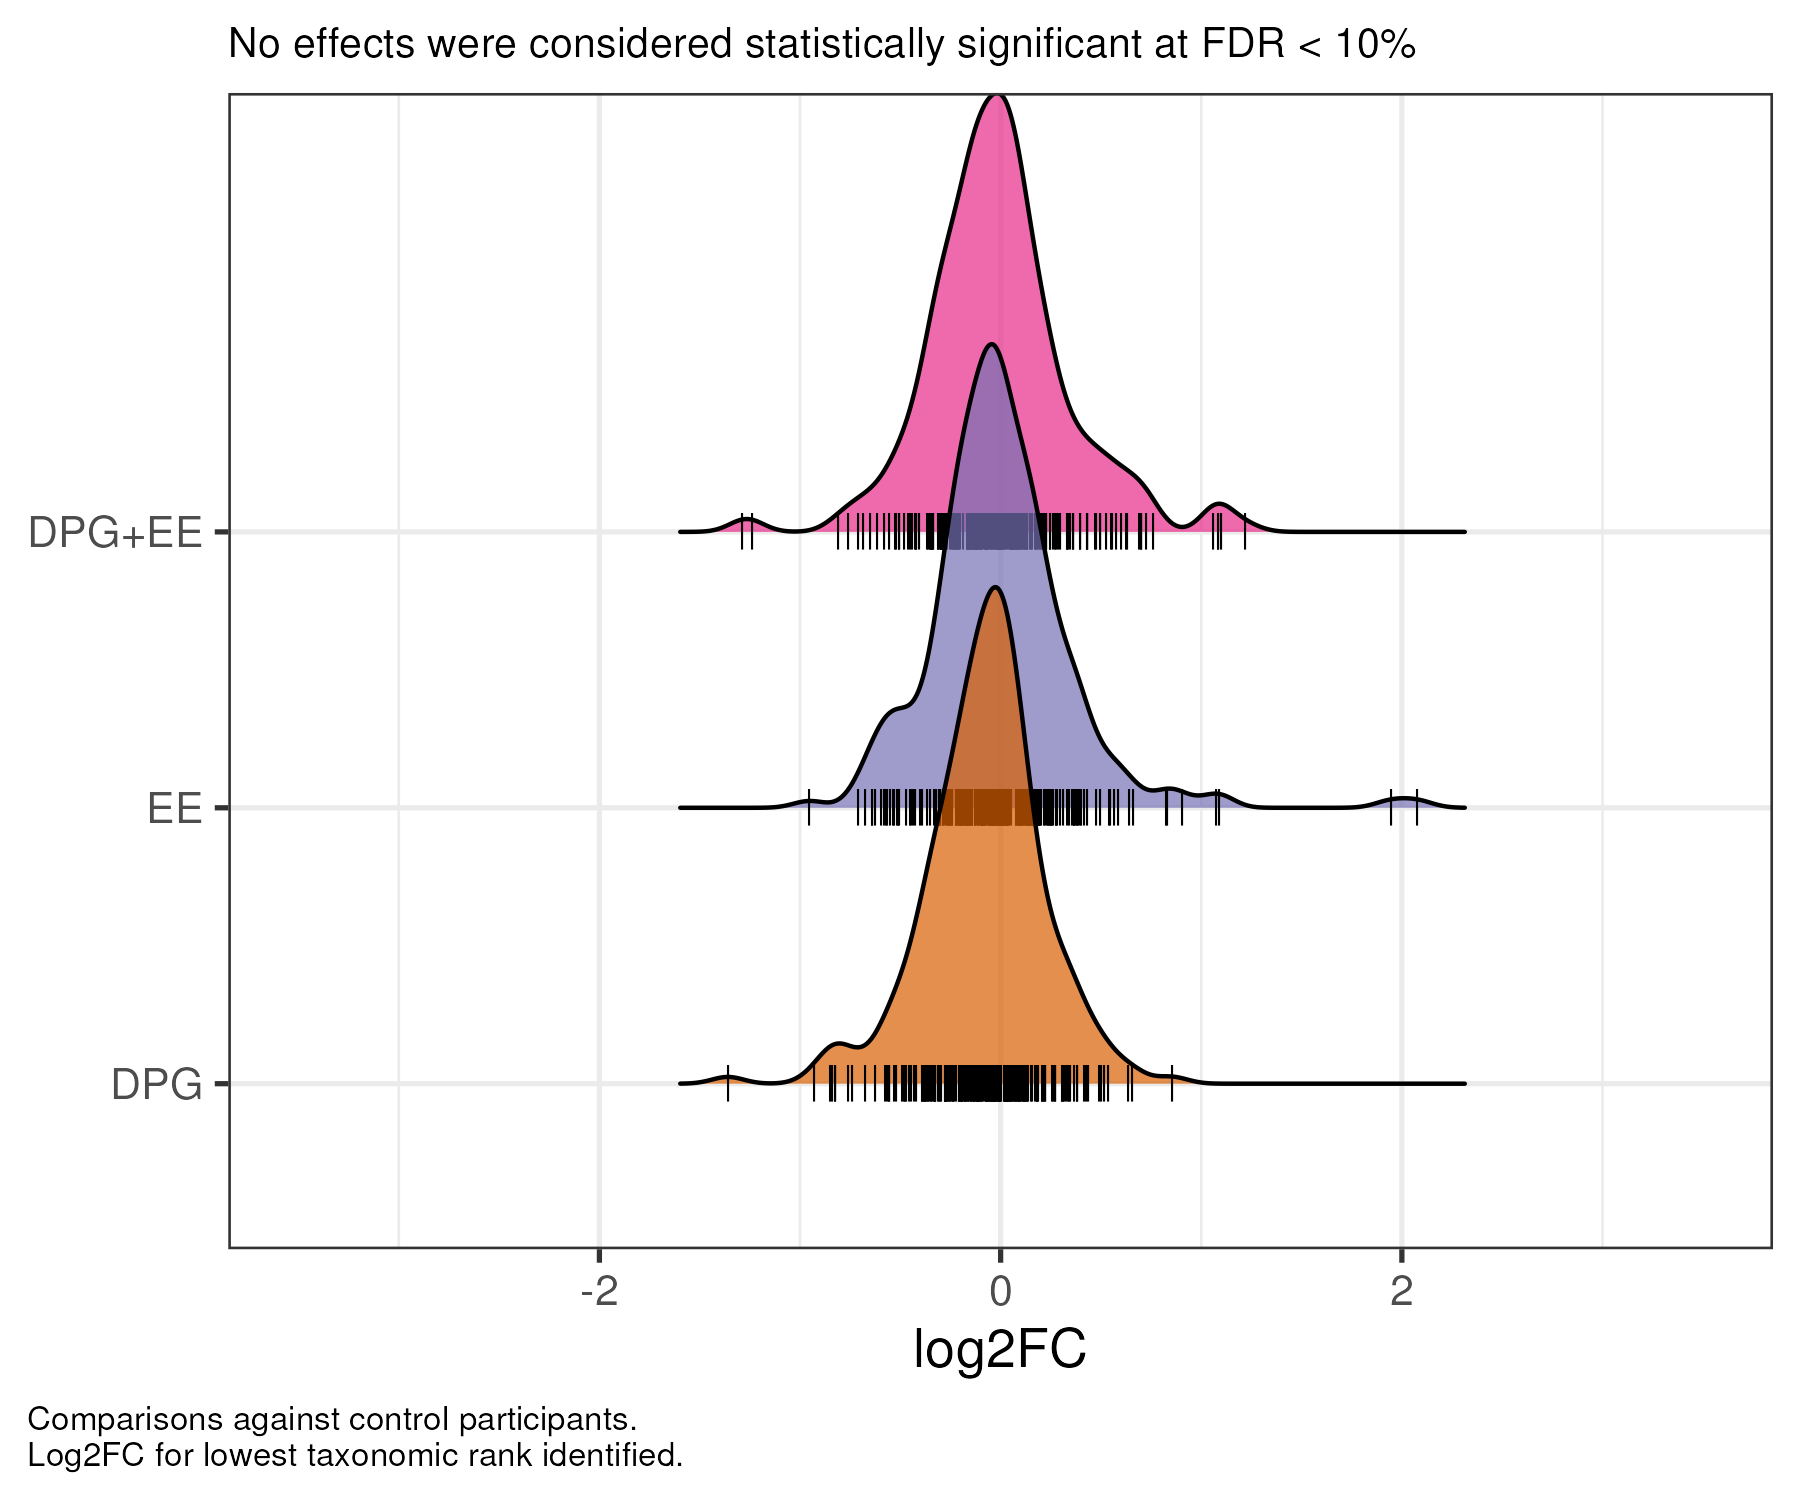 No effects were considered statistically significant at FDR < 10%
DPG+EE
EE
DPG
-2 0 2
log2FC
Comparisons against control participants.
Log2FC for lowest taxonomic rank identified.